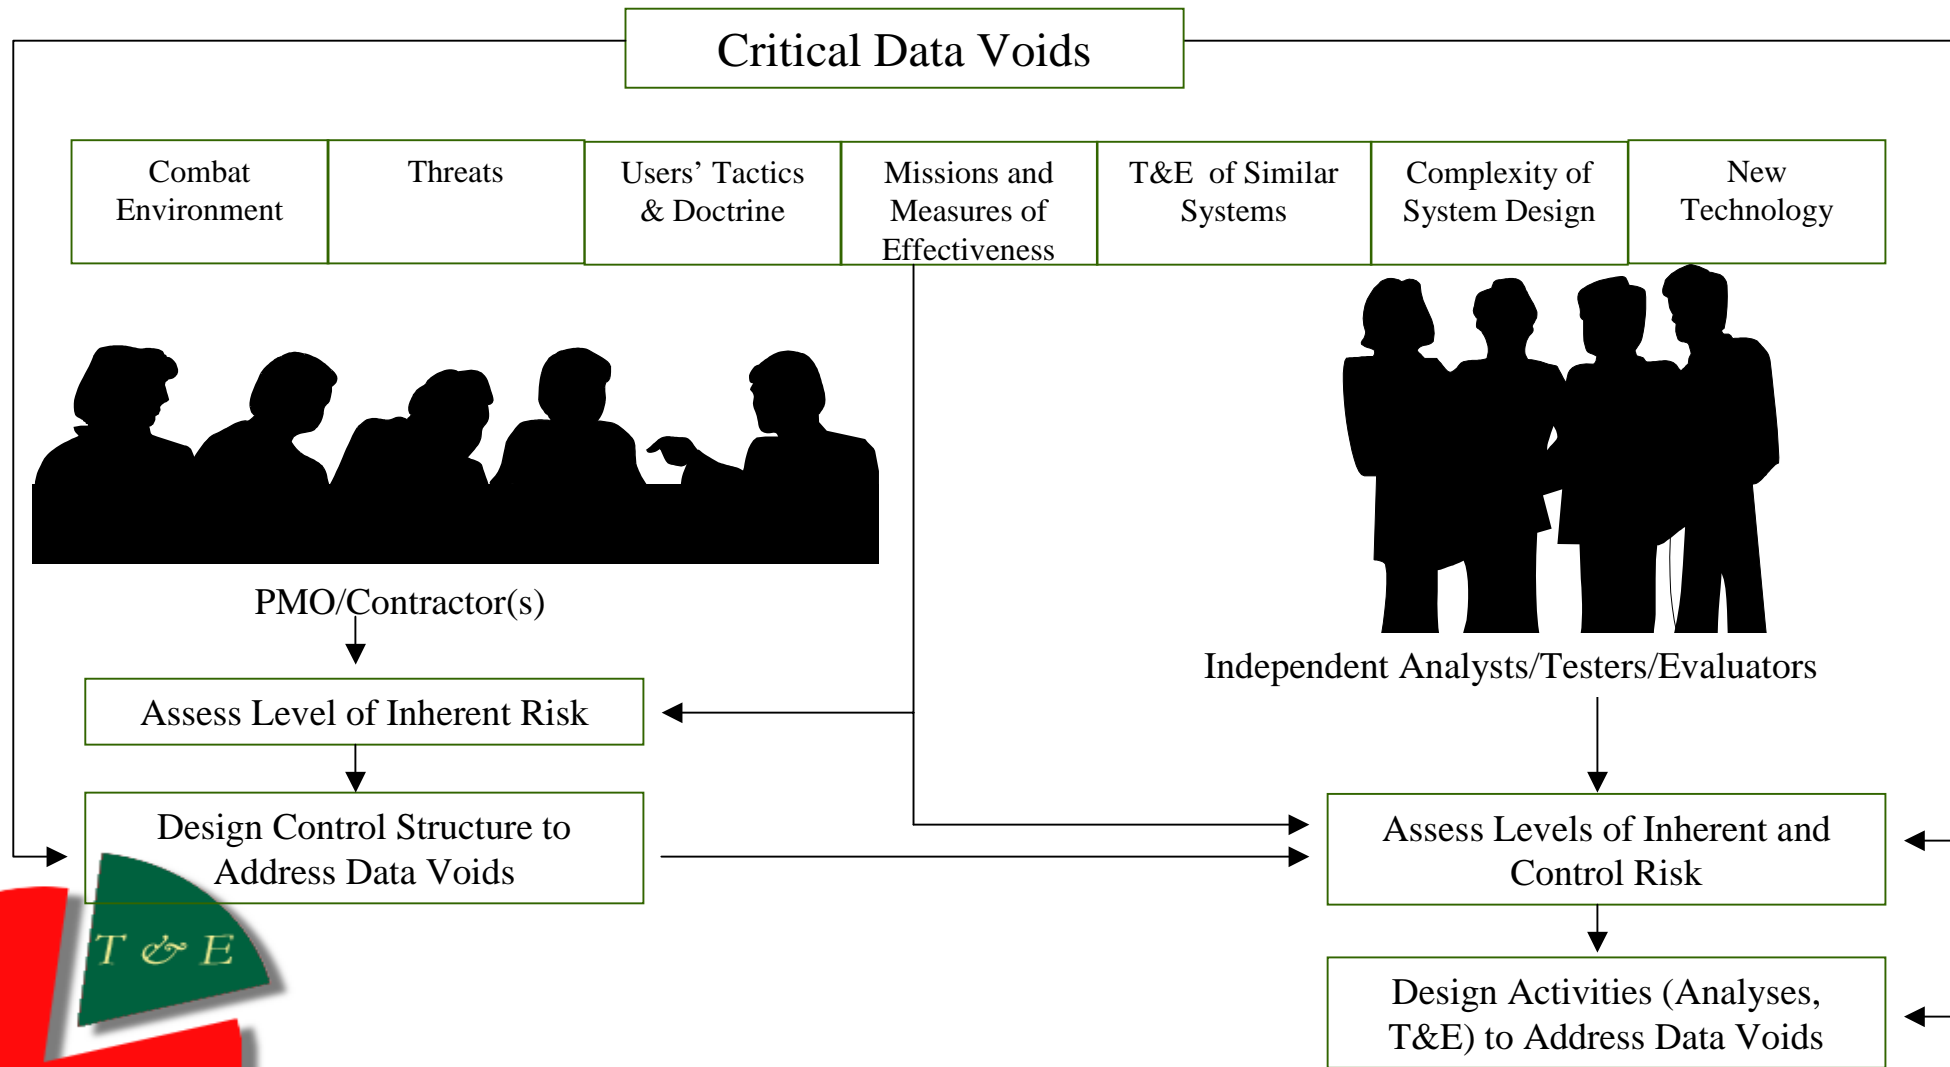 Critical Data Voids
Combat
Environment
Threats
Users’ Tactics
& Doctrine
Missions and
Measures of
Effectiveness
T&E of Similar
Systems
Complexity of
System Design
New
Technology
PMO/Contractor(s)
Independent Analysts/Testers/Evaluators
Assess Level of Inherent Risk
Design Control Structure to
Address Data Voids
Assess Levels of Inherent and
Control Risk
T & E
Design Activities (Analyses,
T&E) to Address Data Voids